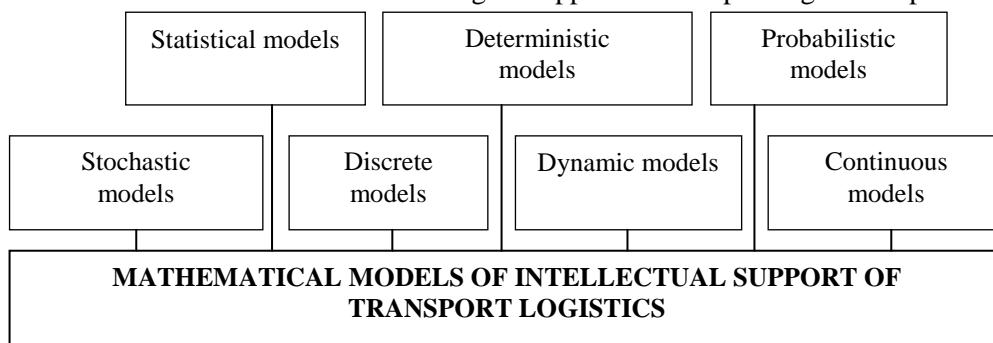 Statistical models
Deterministic
models
Probabilistic
models
Stochastic
models
Discrete
models
Dynamic models
Continuous
models
MATHEMATICAL MODELS OF INTELLECTUAL SUPPORT OF
TRANSPORT LOGISTICS